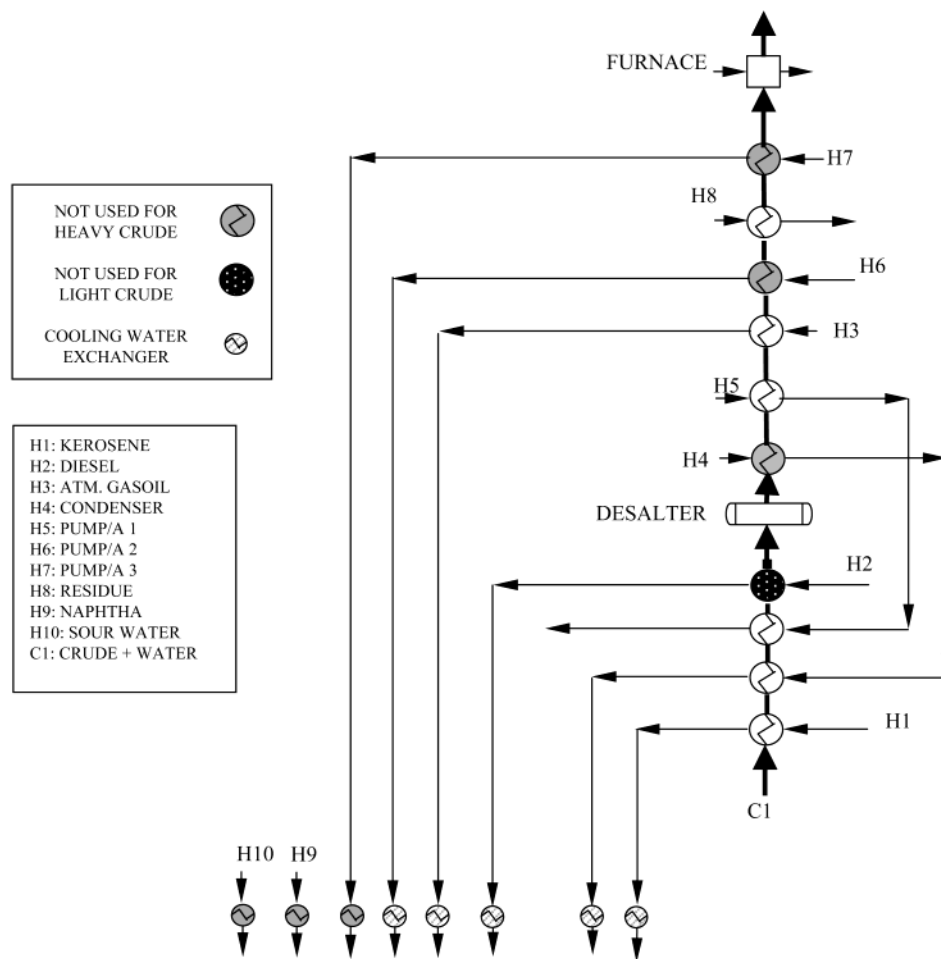 FURNACE
H7
H8
H6
H3
H5
H4
DESALTER
H2
H1
C1
H10
H9
NOT USED FOR
HEAVY CRUDE
NOT USED FOR
LIGHT CRUDE
COOLING WATER
EXCHANGER
H1: KEROSENE
H2: DIESEL
H3: ATM. GASOIL
H4: CONDENSER
H5: PUMP/A 1
H6: PUMP/A 2
H7: PUMP/A 3
H8: RESIDUE
H9: NAPHTHA
H10: SOUR WATER
C1: CRUDE + WATER